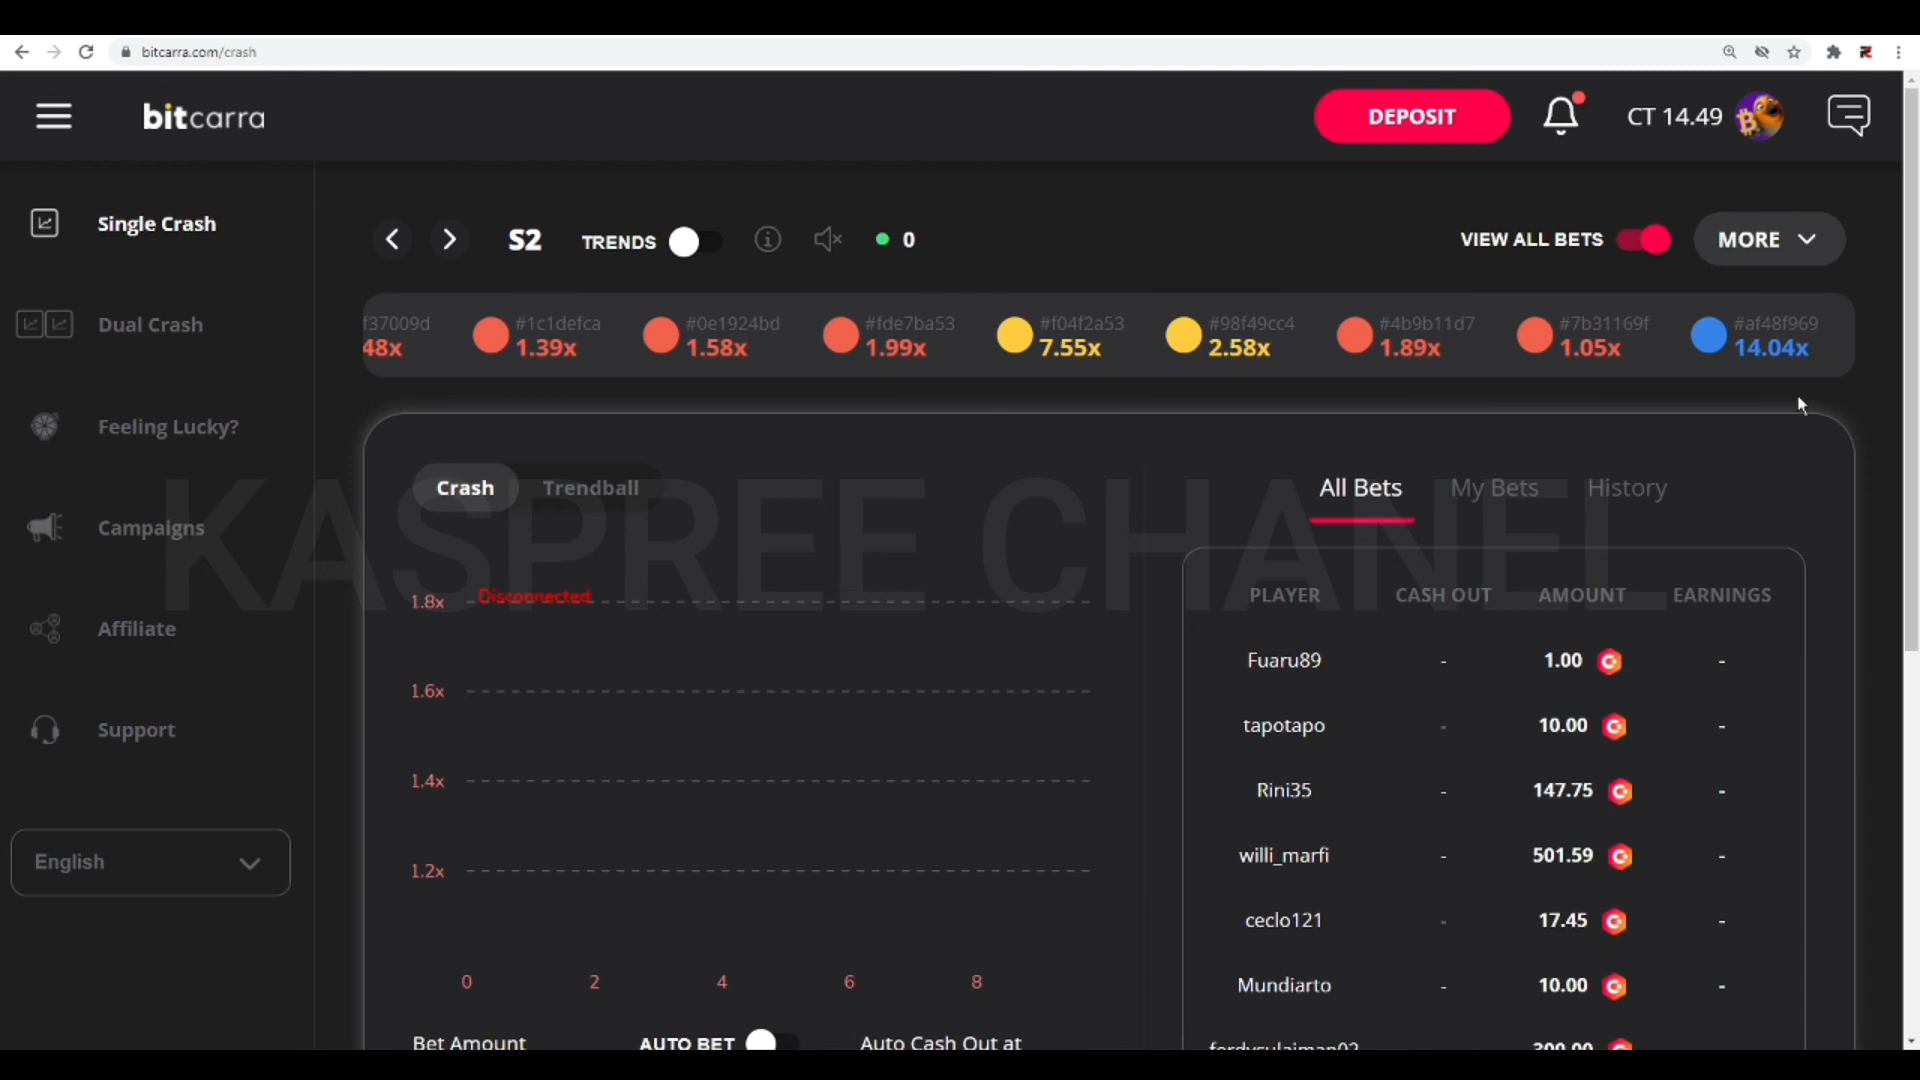 bitcarra.com/crash
bitcarra
DEPOSIT
CT 14.49
Single Crash
Dual Crash
Feeling Lucky?
Campaigns
Affiliate
Support
English
S2 TRENDS 0
VIEW ALL BETS MORE
f37009d #1c1defca #0e1924bd #fde7ba53 #f04f2a53 #98f49cc4 #4b9b11d7 #7b31169f #af48f969
48x 1.39x 1.58x 1.99x 7.55x 2.58x 1.89x 1.05x 14.04x
Crash Trendball
All Bets My Bets History
KASPREE CHANEL
Disconnected
1.8x
1.6x
1.4x
1.2x
0 2 4 6 8
Bet Amount AUTO BET Auto Cash Out at
PLAYER CASH OUT AMOUNT EARNINGS
Fuaru89 - 1.00 -
tapotapo - 10.00 -
Rini35 - 147.75 -
willi_marfi - 501.59 -
ceclo121 - 17.45 -
Mundiarto - 10.00 -